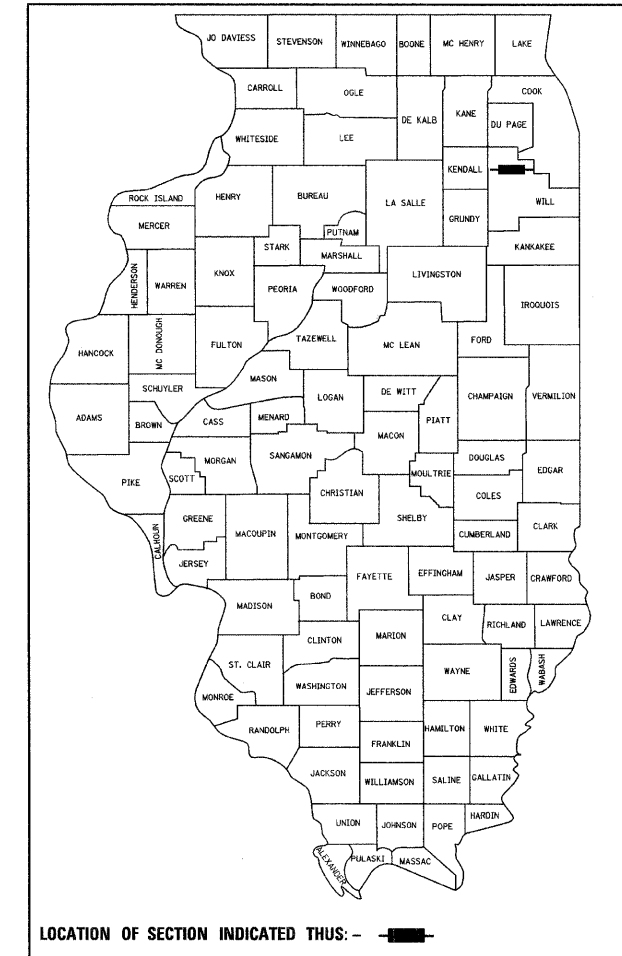 JO DAVIESS
STEVENSON
WINNEBAGO
BOONE
MC HENRY
LAKE
CARROLL
OGLE
DE KALB
KANE
COOK
DU PAGE
WHITESIDE
LEE
KENDALL
WILL
ROCK ISLAND
HENRY
BUREAU
LA SALLE
GRUNDY
MERCER
PUTNAM
STARK
MARSHALL
KANKAKEE
HENDERSON
WARREN
KNOX
PEORIA
WOODFORD
LIVINGSTON
IROQUOIS
HANCOCK
MC DONOUGH
FULTON
TAZEWELL
MC LEAN
FORD
SCHUYLER
MASON
LOGAN
DE WITT
CHAMPAIGN
VERMILION
ADAMS
BROWN
CASS
MENARD
MACON
PIATT
PIKE
SCOTT
MORGAN
SANGAMON
CHRISTIAN
MOULTRIE
DOUGLAS
EDGAR
COLES
CALHOUN
GREENE
MACOUPIN
MONTGOMERY
SHELBY
CUMBERLAND
CLARK
JERSEY
FAYETTE
EFFINGHAM
JASPER
CRAWFORD
MADISON
BOND
CLAY
RICHLAND
LAWRENCE
CLINTON
MARION
ST. CLAIR
WAYNE
EDWARDS
WABASH
WASHINGTON
JEFFERSON
MONROE
RANDOLPH
PERRY
HAMILTON
WHITE
FRANKLIN
JACKSON
WILLIAMSON
SALINE
GALLATIN
UNION
JOHNSON
POPE
HARDIN
ALEXANDER
PULASKI
MASSAC
LOCATION OF SECTION INDICATED THUS: -